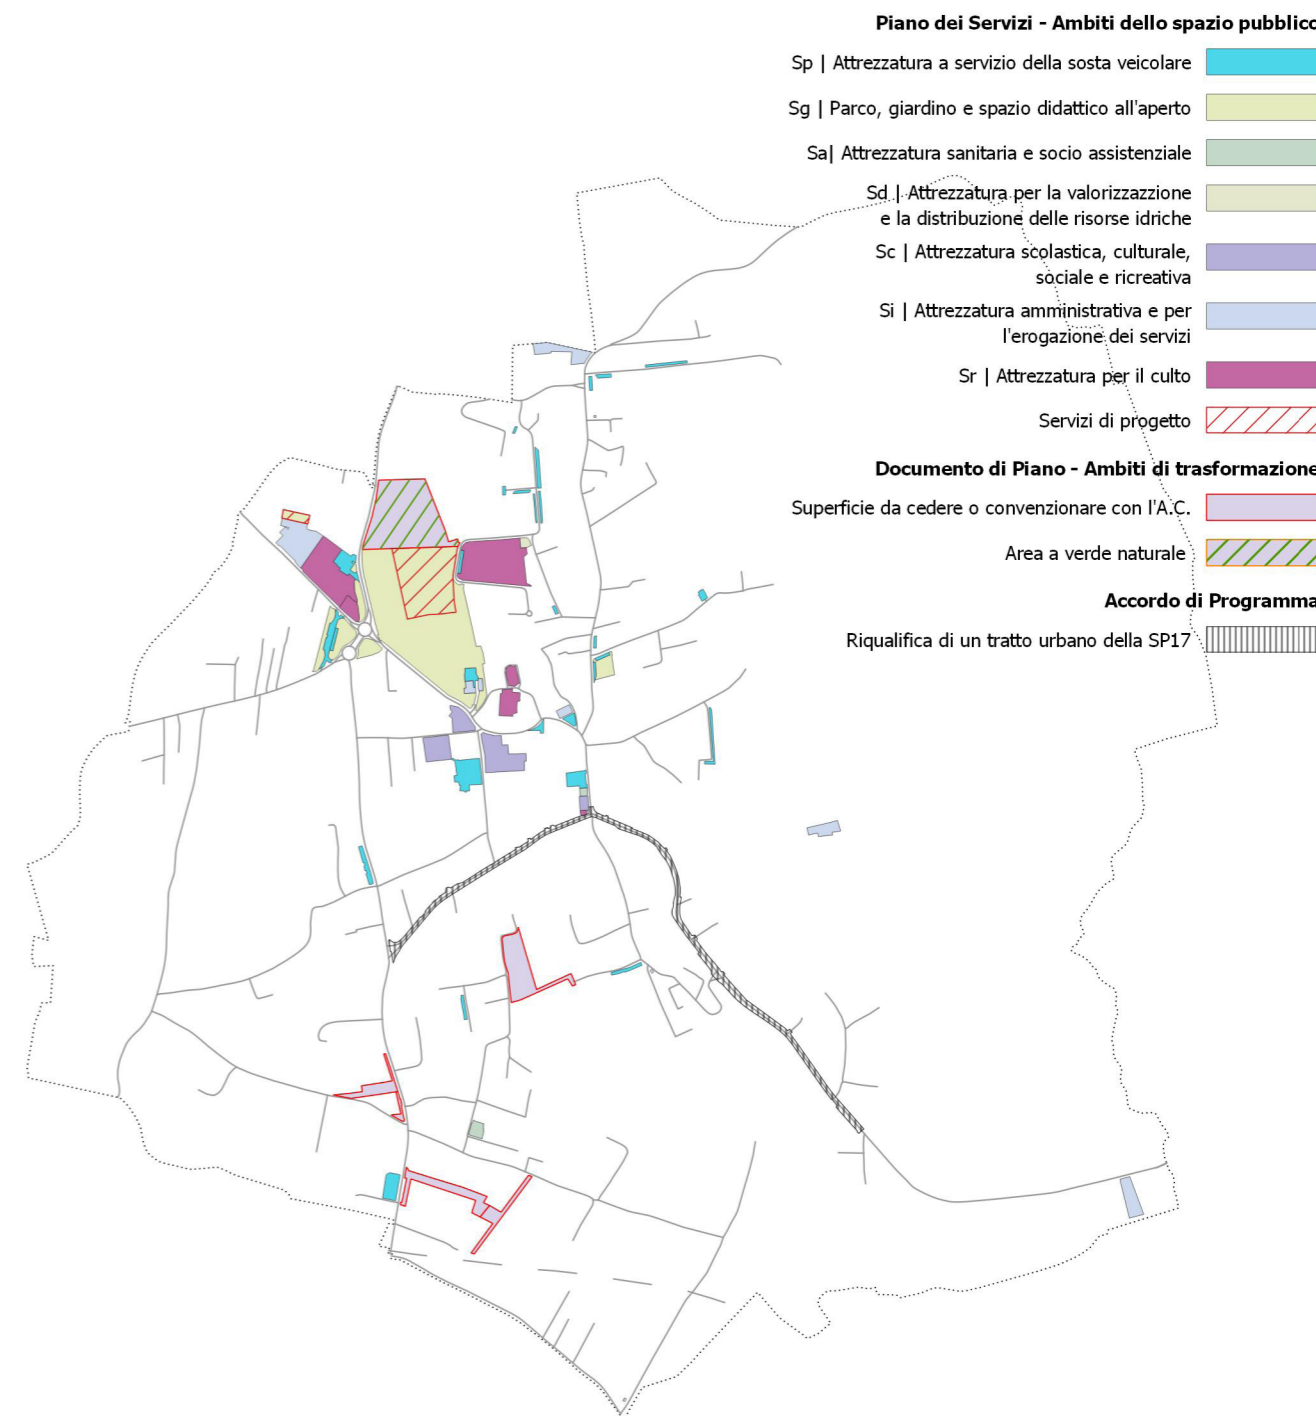 Piano dei Servizi - Ambiti dello spazio pubblico
Sp | Attrezzatura a servizio della sosta veicolare
Sg | Parco, giardino e spazio didattico all'aperto
Sa| Attrezzatura sanitaria e socio assistenziale
Sd | Attrezzatura per la valorizzazzione
e la distribuzione delle risorse idriche
Sc | Attrezzatura scolastica, culturale,
sociale e ricreativa
Si | Attrezzatura amministrativa e per
l'erogazione dei servizi
Sr | Attrezzatura per il culto
Servizi di progetto
Documento di Piano - Ambiti di trasformazione
Superficie da cedere o convenzionare con l'A.C.
Area a verde naturale
Accordo di Programma
Riqualifica di un tratto urbano della SP17